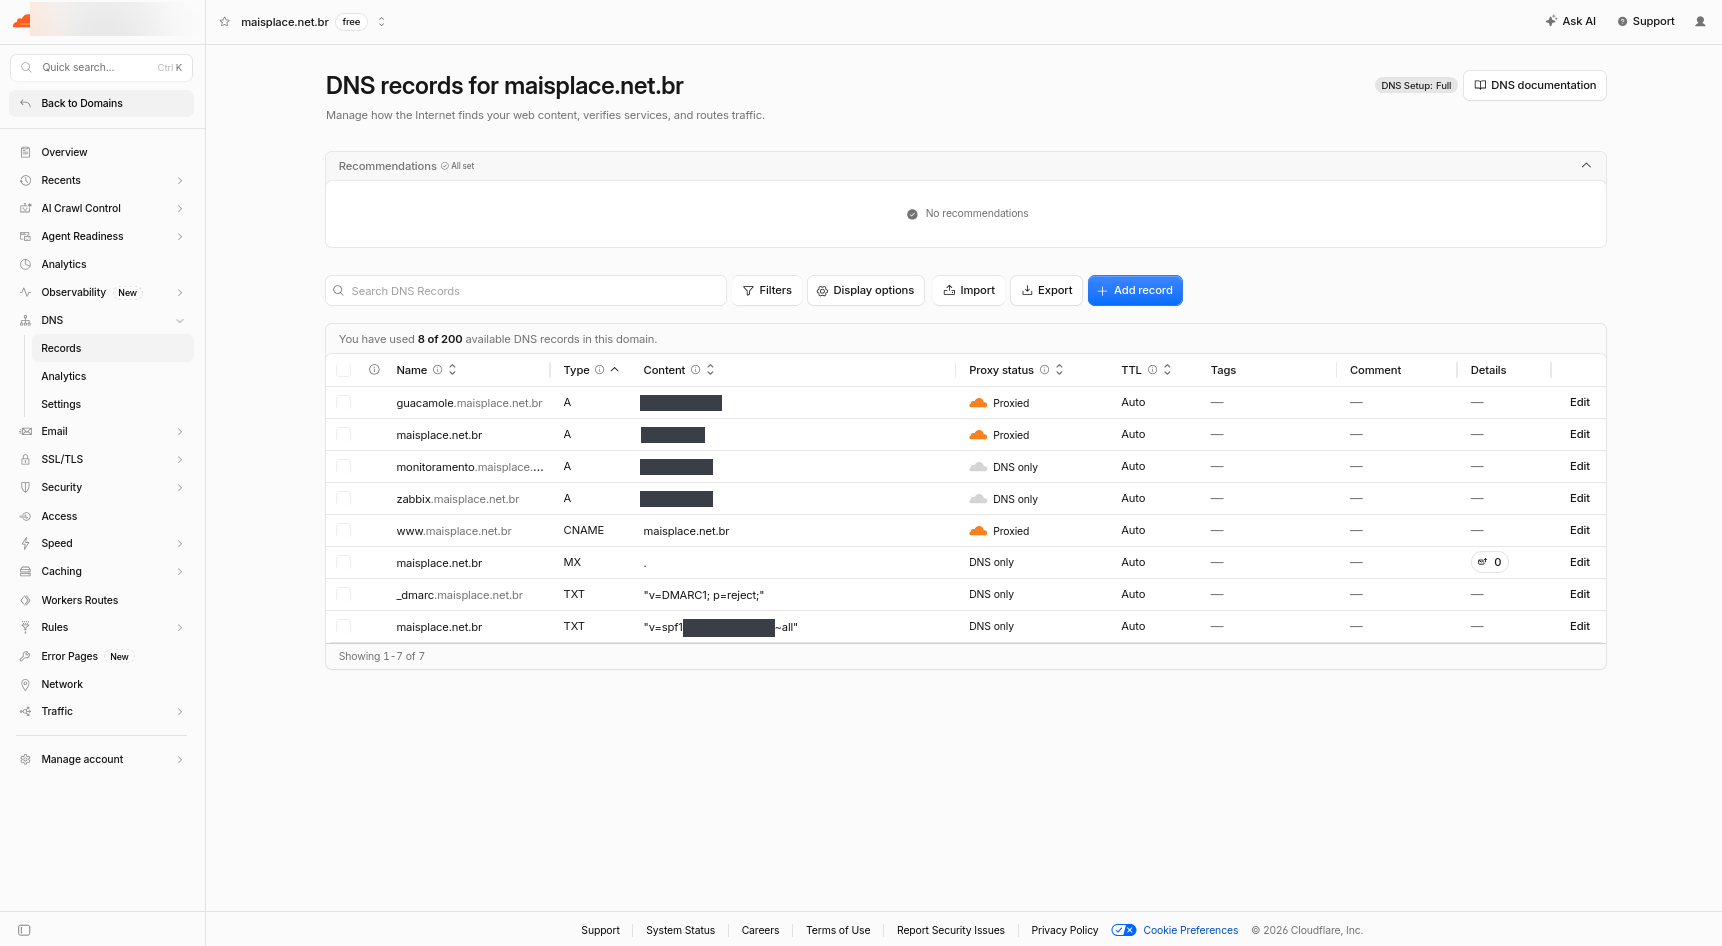 maisplace.net.br free
Ask AI Support
Quick search... Ctrl K
Back to Domains
Overview
Recents
AI Crawl Control
Agent Readiness
Analytics
Observability New
DNS
Records
Analytics
Settings
Email
SSL/TLS
Security
Access
Speed
Caching
Workers Routes
Rules
Error Pages New
Network
Traffic
Manage account
DNS records for maisplace.net.br
DNS Setup: Full
DNS documentation
Manage how the Internet finds your web content, verifies services, and routes traffic.
Recommendations All set
No recommendations
Search DNS Records
Filters
Display options
Import
Export
Add record
You have used 8 of 200 available DNS records in this domain.
Name Type Content Proxy status TTL Tags Comment Details
guacamole.maisplace.net.br A Proxied Auto — — — Edit
maisplace.net.br A Proxied Auto — — — Edit
monitoramento.maisplace.... A DNS only Auto — — — Edit
zabbix.maisplace.net.br A DNS only Auto — — — Edit
www.maisplace.net.br CNAME maisplace.net.br Proxied Auto — — — Edit
maisplace.net.br MX . DNS only Auto — — 0 Edit
_dmarc.maisplace.net.br TXT "v=DMARC1; p=reject;" DNS only Auto — — — Edit
maisplace.net.br TXT "v=spf1 ~all" DNS only Auto — — — Edit
Showing 1-7 of 7
Support System Status Careers Terms of Use Report Security Issues Privacy Policy Cookie Preferences © 2026 Cloudflare, Inc.